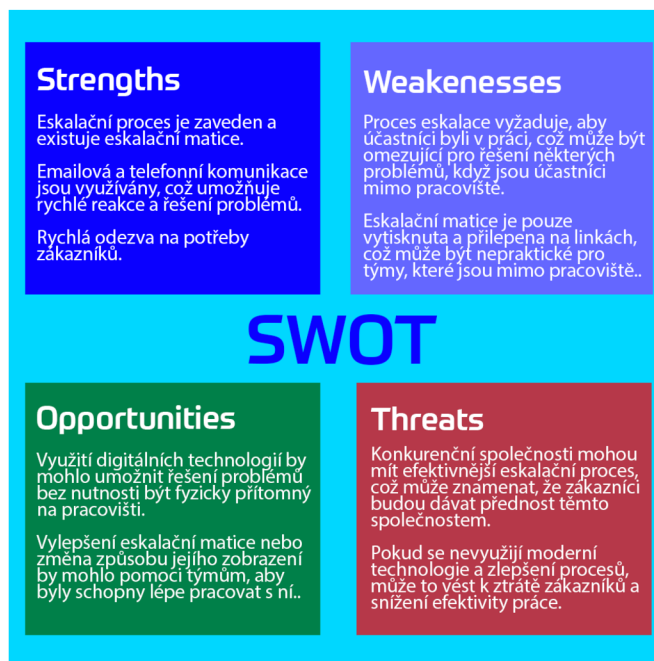 Strengths
Eskalační proces je zaveden a
existuje eskalační matice.
Emailová a telefonní komunikace
jsou využívány, což umožňuje
rychlé reakce a řešení problémů.
Rychlá odezva na potřeby
zákazníků.
Weakenesses
Proces eskalace vyžaduje, aby
účastníci byli v práci, což může být
omezující pro řešení některých
problémů, když jsou účastníci
mimo pracoviště.
Eskalační matice je pouze
vytisknuta a přilepena na linkách,
což může být nepraktické pro
týmy, které jsou mimo pracoviště..
SWOT
Opportunities
Využití digitálních technologií by
mohlo umožnit řešení problémů
bez nutnosti být fyzicky přítomný
na pracovišti.
Vylepšení eskalační matice nebo
změna způsobu jejího zobrazení
by mohlo pomoci týmům, aby
byly schopny lépe pracovat s ní..
Threats
Konkurenční společnosti mohou
mít efektivnější eskalační proces,
což může znamenat, že zákazníci
budou dávat přednost těmto
společnostem.
Pokud se nevyužijí moderní
technologie a zlepšení procesů,
může to vést k ztrátě zákazníků a
snížení efektivity práce.